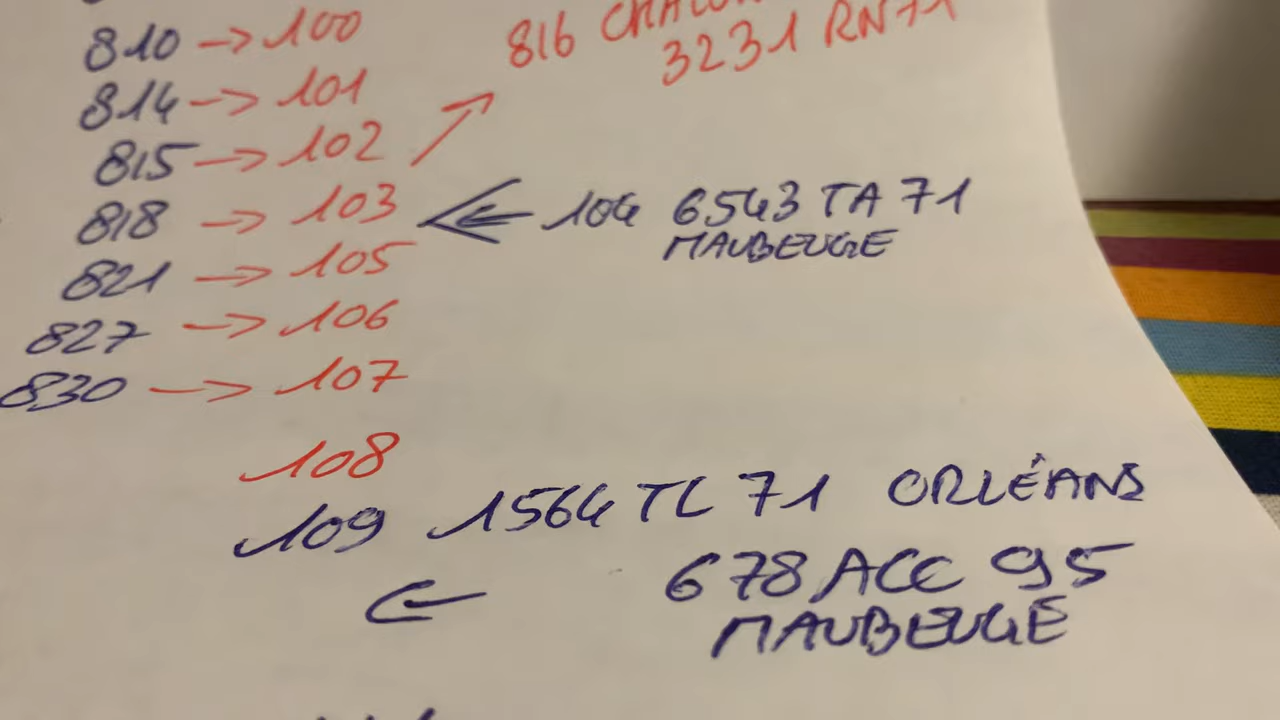 810 → 100
814 → 101
815 → 102
818 → 103
821 → 105
827 → 106
830 → 107
108
109 1564 TL 71 ORLÉANS
678 ACC 95
MAUBEUGE
816
3231 RN 71
104 6543 TA 71
MAUBEUGE